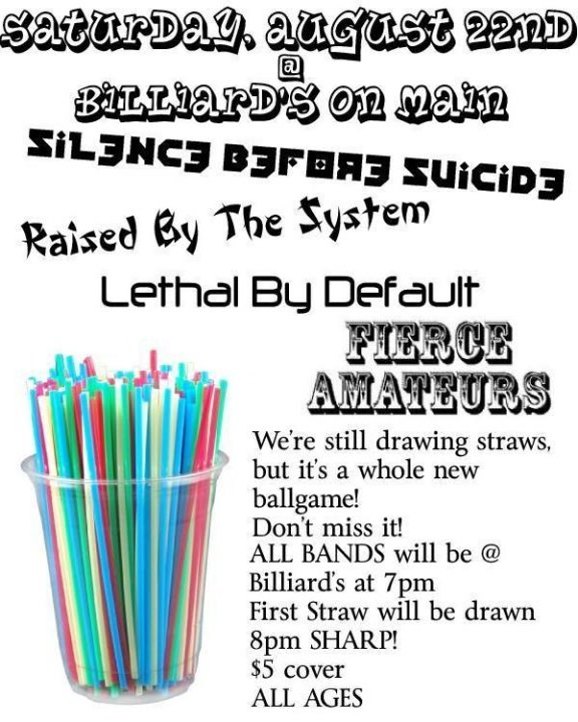 Saturday, August 22nd
@
Billiard's on Main
SiL3NC3 B3FOЯ3 SUiCiD3
Raised By The System
Lethal By Default
FIERCE
AMATEURS
We're still drawing straws,
but it's a whole new
ballgame!
Don't miss it!
ALL BANDS will be @
Billiard's at 7pm
First Straw will be drawn
8pm SHARP!
$5 cover
ALL AGES